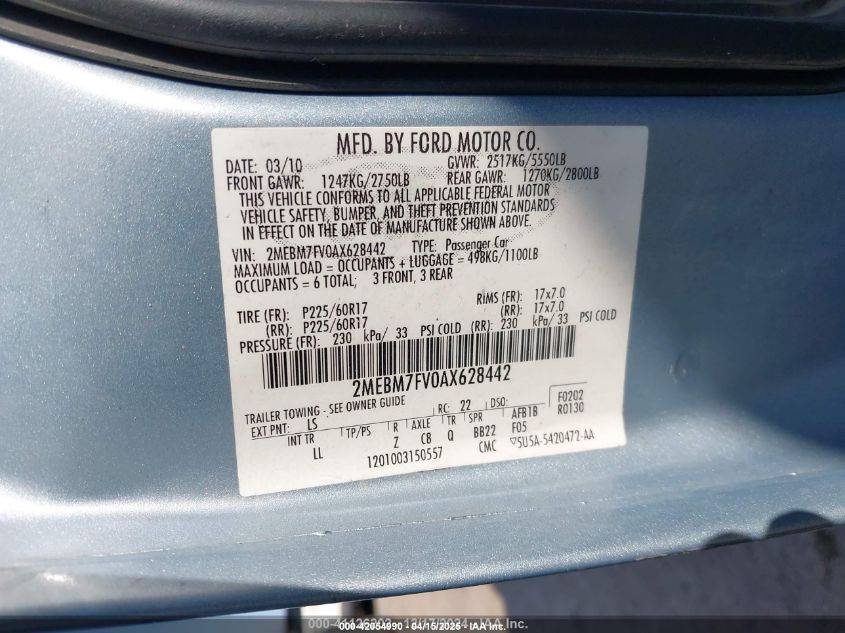 MFD. BY FORD MOTOR CO.
DATE: 03/10 GVWR: 2517KG/5550LB
FRONT GAWR: 1247KG/2750LB REAR GAWR: 1270KG/2800LB
THIS VEHICLE CONFORMS TO ALL APPLICABLE FEDERAL MOTOR
VEHICLE SAFETY, BUMPER, AND THEFT PREVENTION STANDARDS
IN EFFECT ON THE DATE OF MANUFACTURE SHOWN ABOVE.
VIN: 2MEBM7FV0AX628442 TYPE: Passenger Car
MAXIMUM LOAD = OCCUPANTS + LUGGAGE = 498KG/1100LB
OCCUPANTS = 6 TOTAL; 3 FRONT, 3 REAR
TIRE (FR): P225/60R17 RIMS (FR): 17x7.0
(RR): P225/60R17 (RR): 17x7.0
PRESSURE (FR): 230 kPa/ 33 PSI COLD (RR): 230 kPa/ 33 PSI COLD
2MEBM7FV0AX628442
TRAILER TOWING - SEE OWNER GUIDE
EXT PNT: LS RC: 22 DSO: F0202
INT TR TP/PS R AXLE TR SPR AFB1B R0130
LL Z C8 Q BB22 F05
1201003150557 CMC 5U5A-5420472-AA
42054990 - 04/15/2025 - IAA Inc.